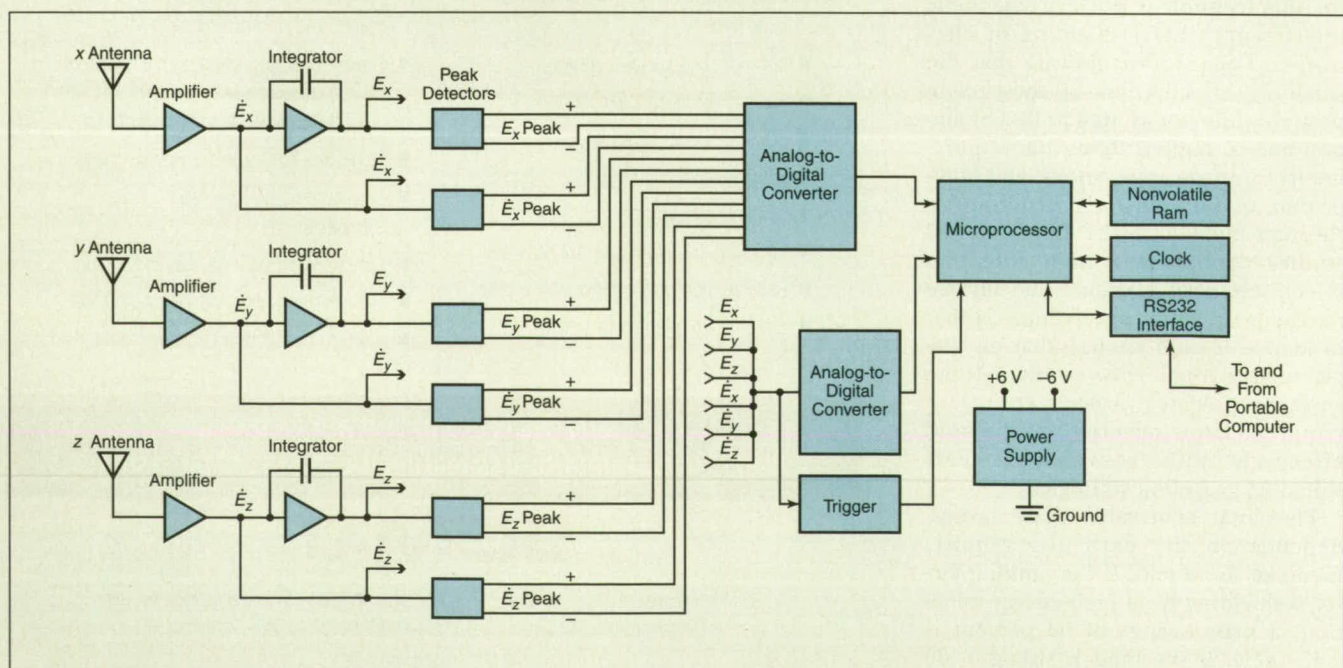 x Antenna
Amplifier
Ėx
Integrator
Ex
Peak
Detectors
+
Ex Peak
−
Ėx
+
Ėx Peak
−
y Antenna
Amplifier
Ėy
Integrator
Ey
+
Ey Peak
−
Ėy
+
Ėy Peak
−
z Antenna
Amplifier
Ėz
Integrator
Ez
+
Ez Peak
−
Ėz
+
Ėz Peak
−
Analog-to-
Digital
Converter
Ex
Ey
Ez
Ėx
Ėy
Ėz
Analog-to-
Digital
Converter
Trigger
Microprocessor
Nonvolatile
Ram
Clock
RS232
Interface
To and
From
Portable
Computer
+6 V
−6 V
Power
Supply
Ground